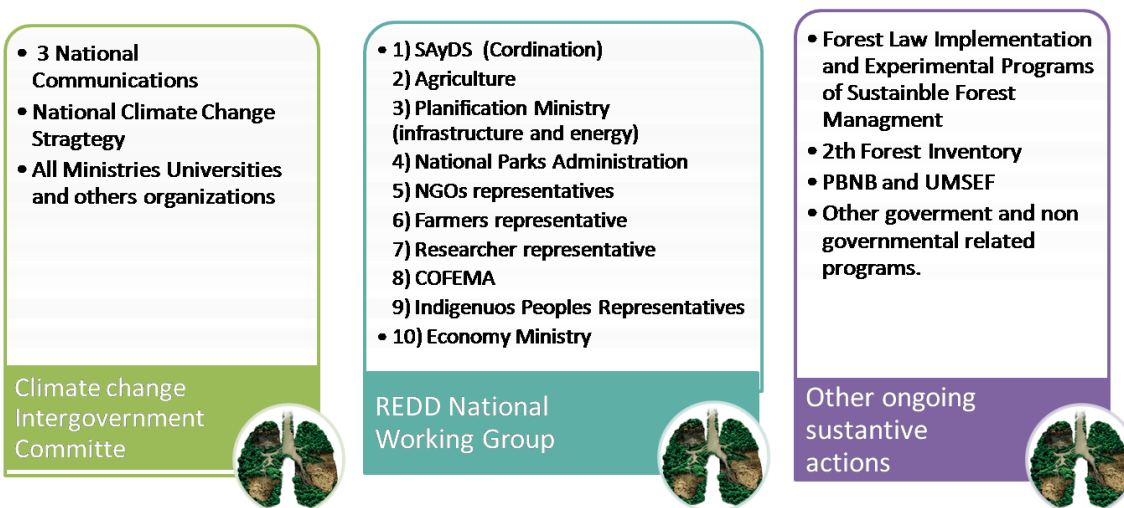 • 3 National
Communications
• National Climate Change
Stragtegy
• All Ministries Universities
and others organizations
Climate change
Intergovernment
Committe
• 1) SAyDS (Cordination)
2) Agriculture
3) Planification Ministry
(infrastructure and energy)
4) National Parks Administration
5) NGOs representatives
6) Farmers representative
7) Researcher representative
8) COFEMA
9) Indigenuos Peoples Representatives
• 10) Economy Ministry
REDD National
Working Group
• Forest Law Implementation
and Experimental Programs
of Sustainble Forest
Managment
• 2th Forest Inventory
• PBNB and UMSEF
• Other goverment and non
governmental related
programs.
Other ongoing
sustantive
actions